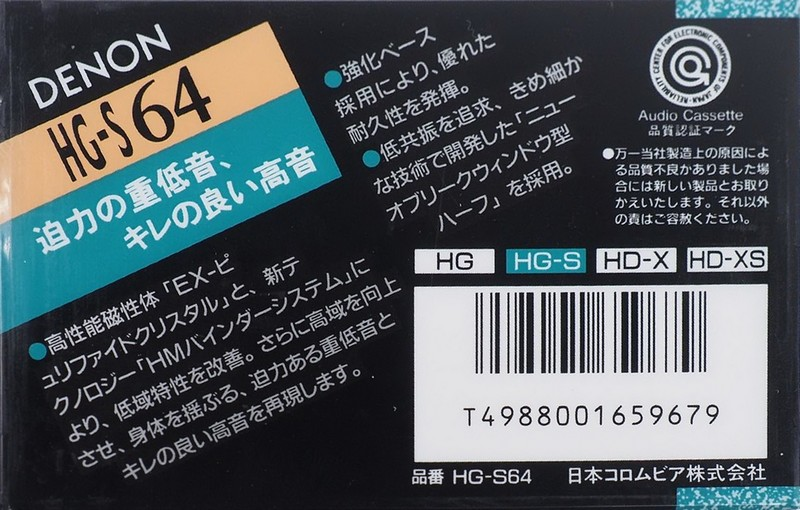 DENON
HG-S 64
迫力の重低音、
キレの良い高音
●高性能磁性体「EX-ピ
ュリファイドクリスタル」と、新テ
クノロジー「HMバインダーシステム」に
より、低域特性を改善。さらに高域を向上
させ、身体を揺ぶる、迫力ある重低音と
キレの良い高音を再現します。
●強化ベース
採用により、優れた
耐久性を発揮。
●低共振を追求、きめ細か
な技術で開発した「ニュー
オブリークウィンドウ型
ハーフ」を採用。
RELIABILITY CENTER FOR ELECTRONIC COMPONENTS OF JAPAN
Audio Cassette
品質認証マーク
●万一当社製造上の原因によ
る品質不良かありました場
合には新しい製品とお取り
かえいたします。それ以外
の責はご容赦ください。
HG HG-S HD-X HD-XS
T4988001659679
品番 HG-S64 日本コロムビア株式会社